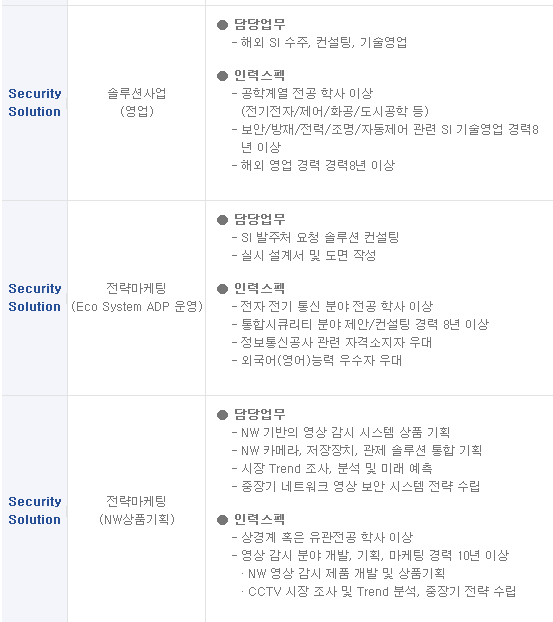 ● 담당업무
- 해외 SI 수주, 컨설팅, 기술영업
● 인력스펙
Security Solution
솔루션사업
(영업)
- 공학계열 전공 학사 이상
(전기전자/제어/화공/도시공학 등)
- 보안/방재/전력/조명/자동제어 관련 SI 기술영업 경력8
년 이상
- 해외 영업 경력 경력8년 이상
● 담당업무
- SI 발주처 요청 솔루션 컨설팅
- 실시 설계서 및 도면 작성
Security Solution
전략마케팅
(Eco System ADP 운영)
● 인력스펙
- 전자 전기 통신 분야 전공 학사 이상
- 통합시큐리티 분야 제안/컨설팅 경력 8년 이상
- 정보통신공사 관련 자격소지자 우대
- 외국어(영어)능력 우수자 우대
● 담당업무
- NW 기반의 영상 감시 시스템 상품 기획
- NW 카메라, 저장장치, 관제 솔루션 통합 기획
- 시장 Trend 조사, 분석 및 미래 예측
- 중장기 네트워크 영상 보안 시스템 전략 수립
Security Solution
전략마케팅
(NW상품기획)
● 인력스펙
- 상경계 혹은 유관전공 학사 이상
- 영상 감시 분야 개발, 기획, 마케팅 경력 10년 이상
· NW 영상 감시 제품 개발 및 상품기획
· CCTV 시장 조사 및 Trend 분석, 중장기 전략 수립